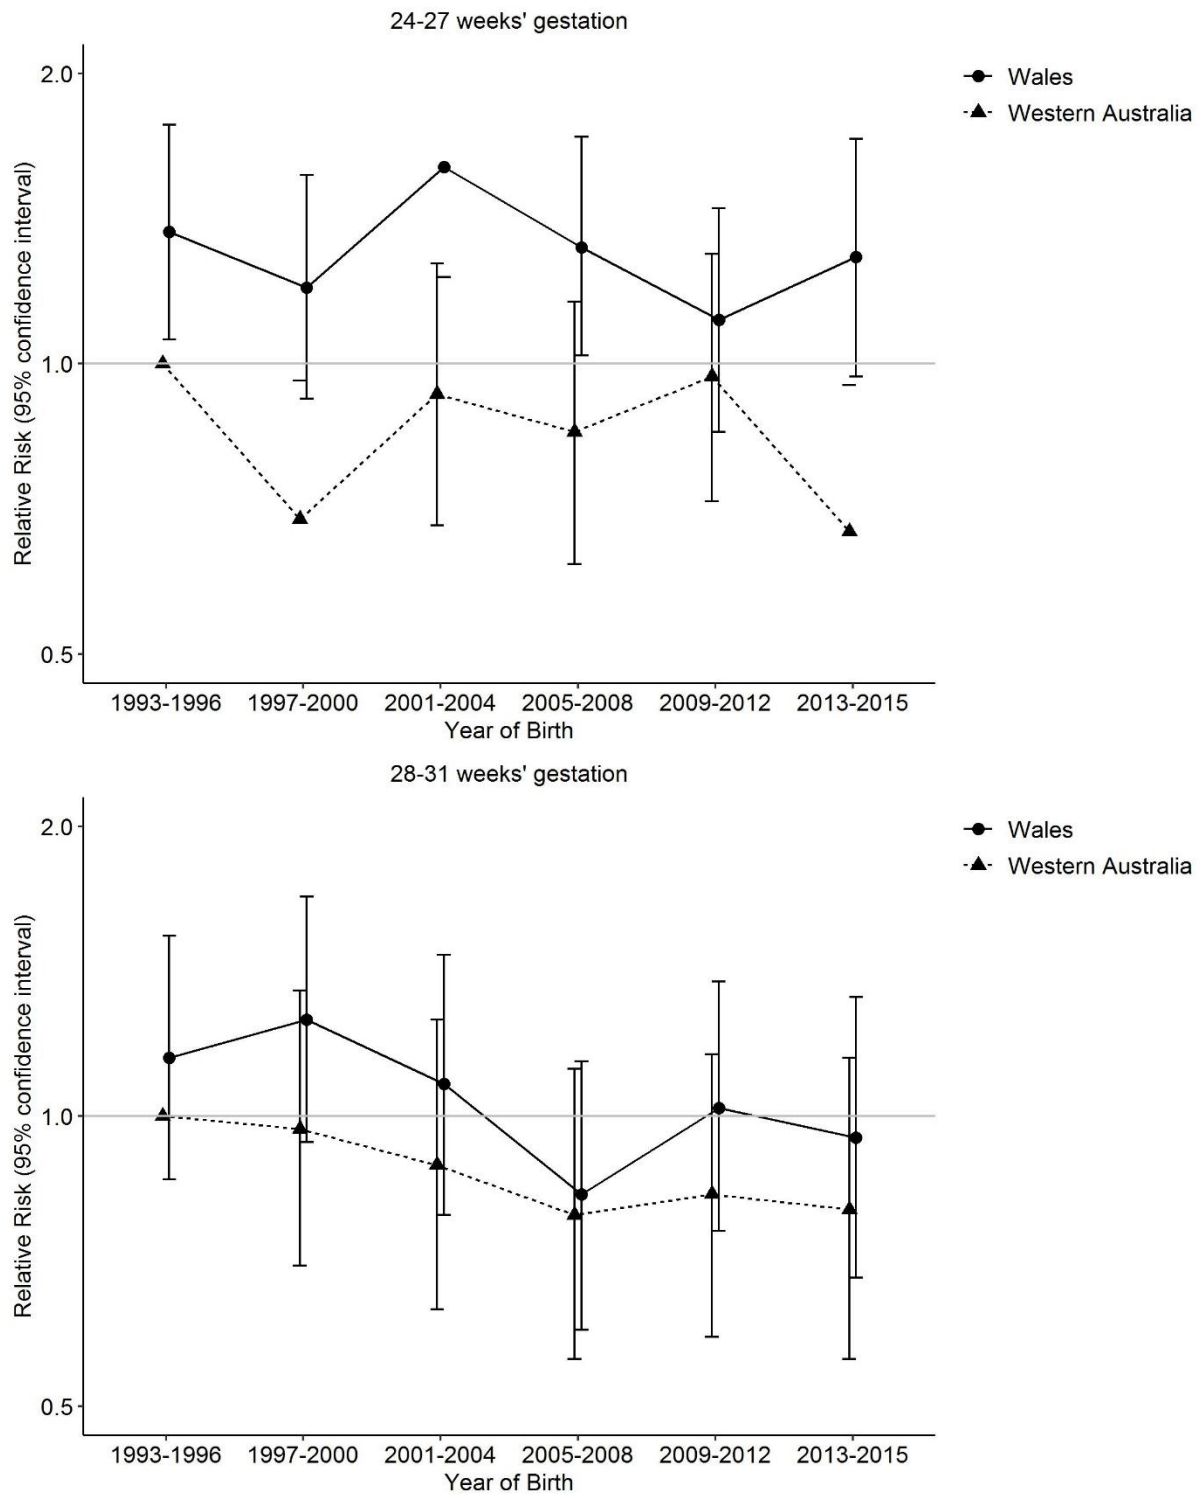 24-27 weeks' gestation
Relative Risk (95% confidence interval)
2.0
1.0
0.5
1993-1996 1997-2000 2001-2004 2005-2008 2009-2012 2013-2015
Year of Birth
Wales
Western Australia
28-31 weeks' gestation
Relative Risk (95% confidence interval)
2.0
1.0
0.5
1993-1996 1997-2000 2001-2004 2005-2008 2009-2012 2013-2015
Year of Birth
Wales
Western Australia